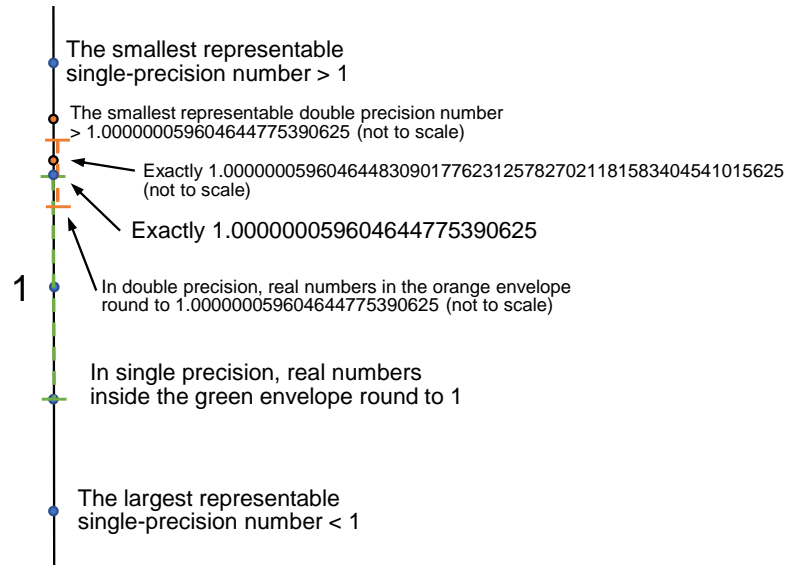 The smallest representable
single-precision number > 1
The smallest representable double precision number
> 1.000000059604644775390625 (not to scale)
Exactly 1.000000059604644830901776231257827021181583404541015625
(not to scale)
Exactly 1.000000059604644775390625
1
In double precision, real numbers in the orange envelope
round to 1.000000059604644775390625 (not to scale)
In single precision, real numbers
inside the green envelope round to 1
The largest representable
single-precision number < 1